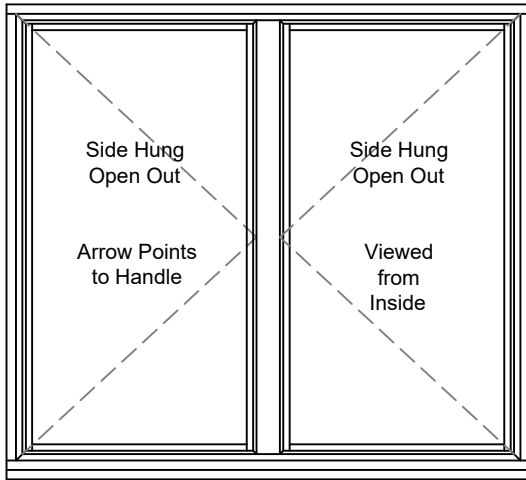 Side Hung
Open Out
Arrow Points
to Handle
Side Hung
Open Out
Viewed
from
Inside